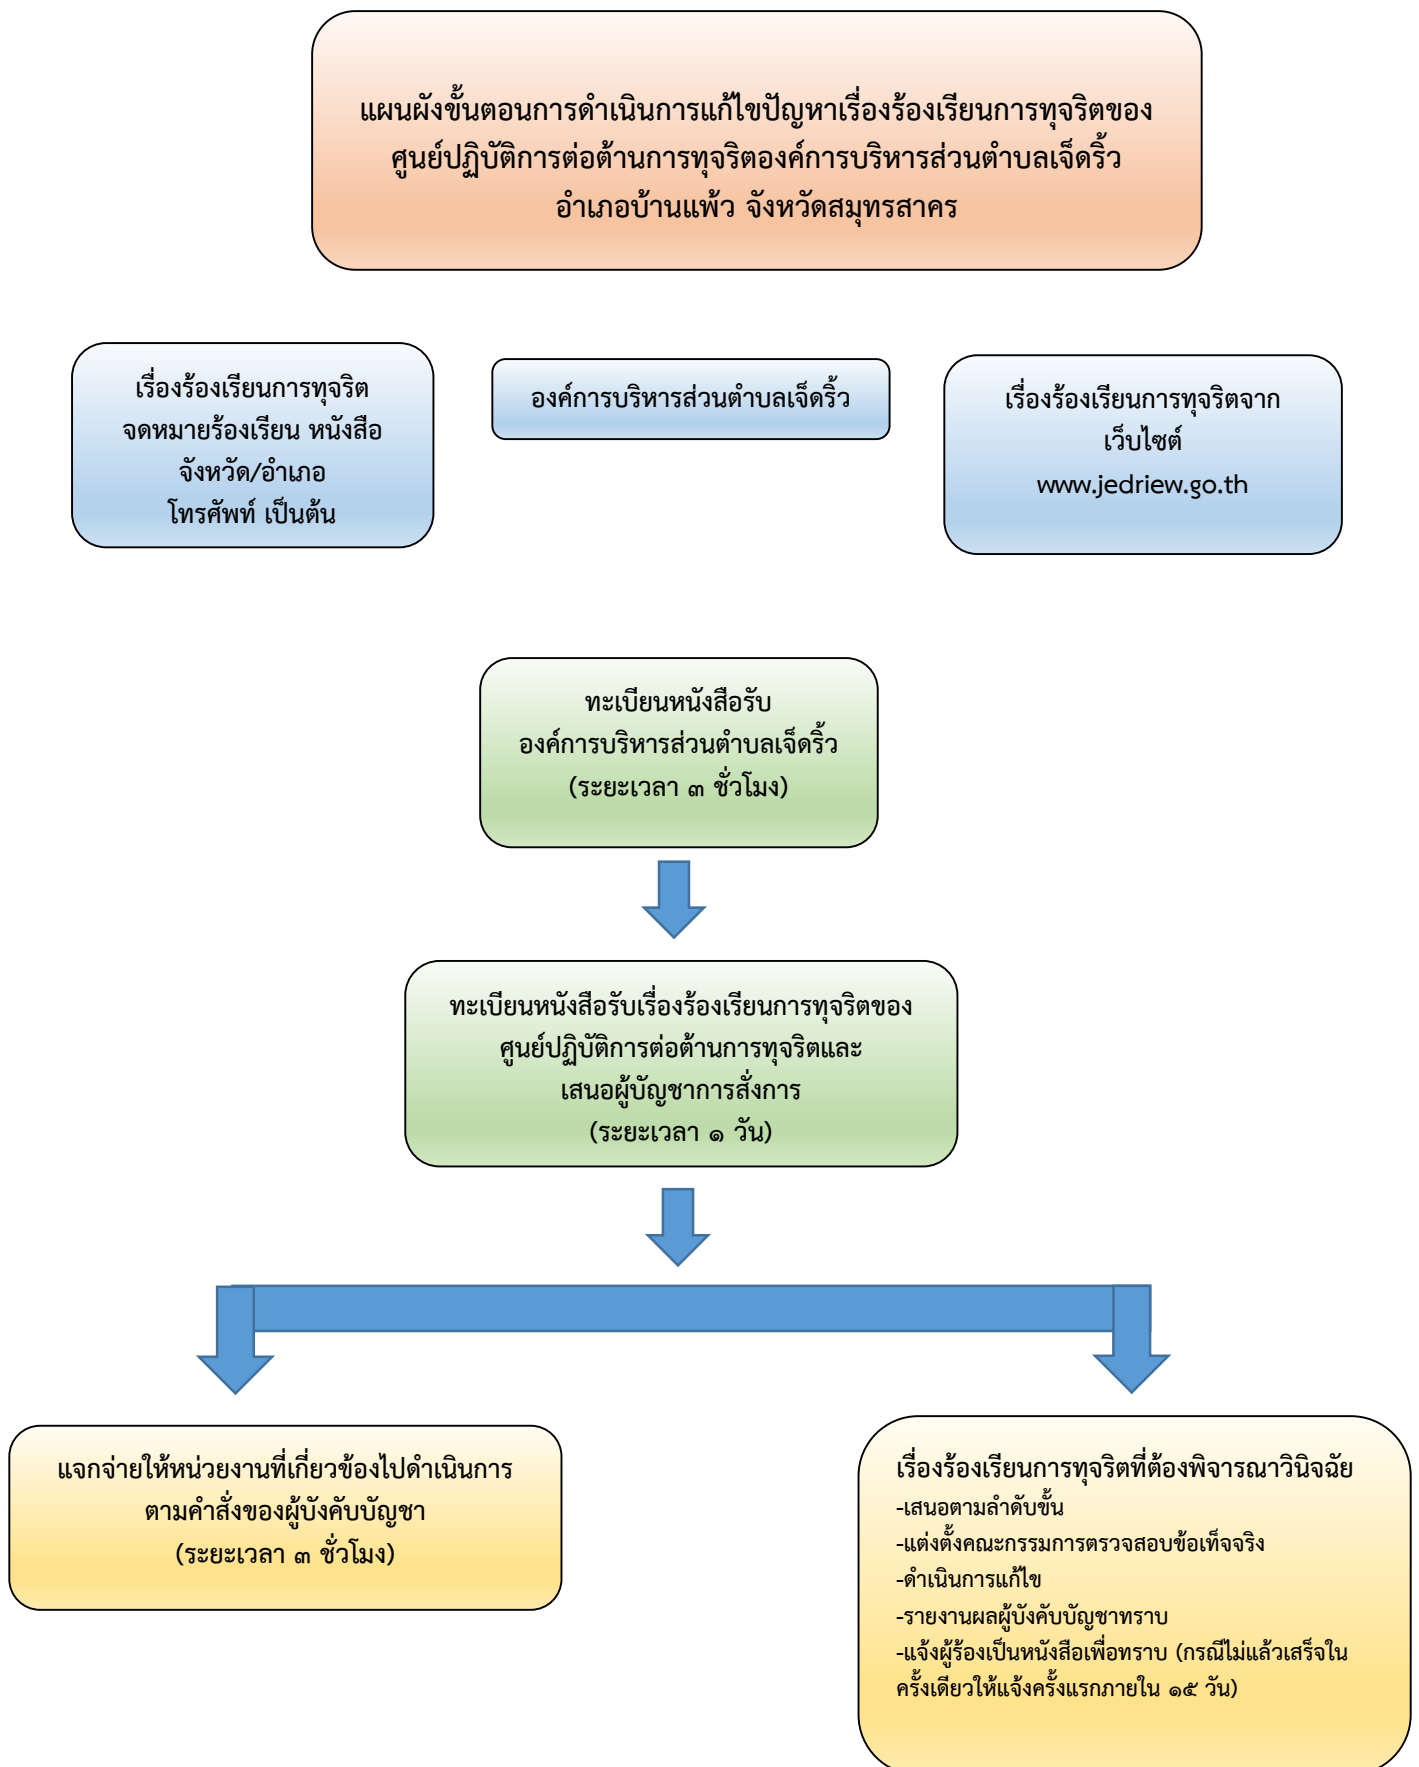 แผนผังขั้นตอนการดำเนินการแก้ไขปัญหาเรื่องร้องเรียนการทุจริตของ
ศูนย์ปฏิบัติการต่อต้านการทุจริตองค์การบริหารส่วนตำบลเจ็ดริ้ว
อำเภอบ้านแพ้ว จังหวัดสมุทรสาคร
เรื่องร้องเรียนการทุจริต
จดหมายร้องเรียน หนังสือ
จังหวัด/อำเภอ
โทรศัพท์ เป็นต้น
องค์การบริหารส่วนตำบลเจ็ดริ้ว
เรื่องร้องเรียนการทุจริตจาก
เว็บไซต์
www.jedriew.go.th
ทะเบียนหนังสือรับ
องค์การบริหารส่วนตำบลเจ็ดริ้ว
(ระยะเวลา ๓ ชั่วโมง)
ทะเบียนหนังสือรับเรื่องร้องเรียนการทุจริตของ
ศูนย์ปฏิบัติการต่อต้านการทุจริตและ
เสนอผู้บัญชาการสั่งการ
(ระยะเวลา ๑ วัน)
แจกจ่ายให้หน่วยงานที่เกี่ยวข้องไปดำเนินการ
ตามคำสั่งของผู้บังคับบัญชา
(ระยะเวลา ๓ ชั่วโมง)
เรื่องร้องเรียนการทุจริตที่ต้องพิจารณาวินิจฉัย
-เสนอตามลำดับขั้น
-แต่งตั้งคณะกรรมการตรวจสอบข้อเท็จจริง
-ดำเนินการแก้ไข
-รายงานผลผู้บังคับบัญชาทราบ
-แจ้งผู้ร้องเป็นหนังสือเพื่อทราบ (กรณีไม่แล้วเสร็จใน
ครั้งเดียวให้แจ้งครั้งแรกภายใน ๑๕ วัน)